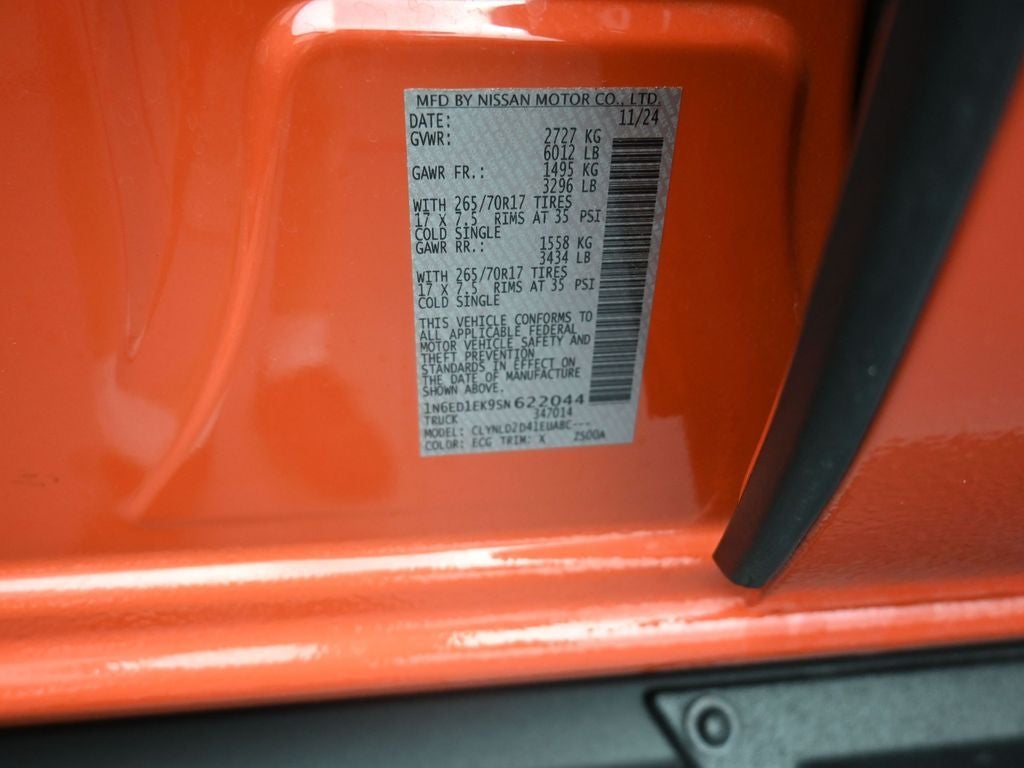 MFD BY NISSAN MOTOR CO., LTD.
DATE: 11/24
GVWR: 2727 KG
6012 LB
GAWR FR.: 1495 KG
3296 LB
WITH 265/70R17 TIRES
17 X 7.5 RIMS AT 35 PSI
COLD SINGLE
GAWR RR.: 1558 KG
3434 LB
WITH 265/70R17 TIRES
17 X 7.5 RIMS AT 35 PSI
COLD SINGLE
THIS VEHICLE CONFORMS TO
ALL APPLICABLE FEDERAL
MOTOR VEHICLE SAFETY AND
THEFT PREVENTION
STANDARDS IN EFFECT ON
THE DATE OF MANUFACTURE
SHOWN ABOVE.
1N6ED1EK9SN622044
TRUCK 347014
MODEL: CLYNLD2D41EUABC---
COLOR: ECG TRIM: X 2500A